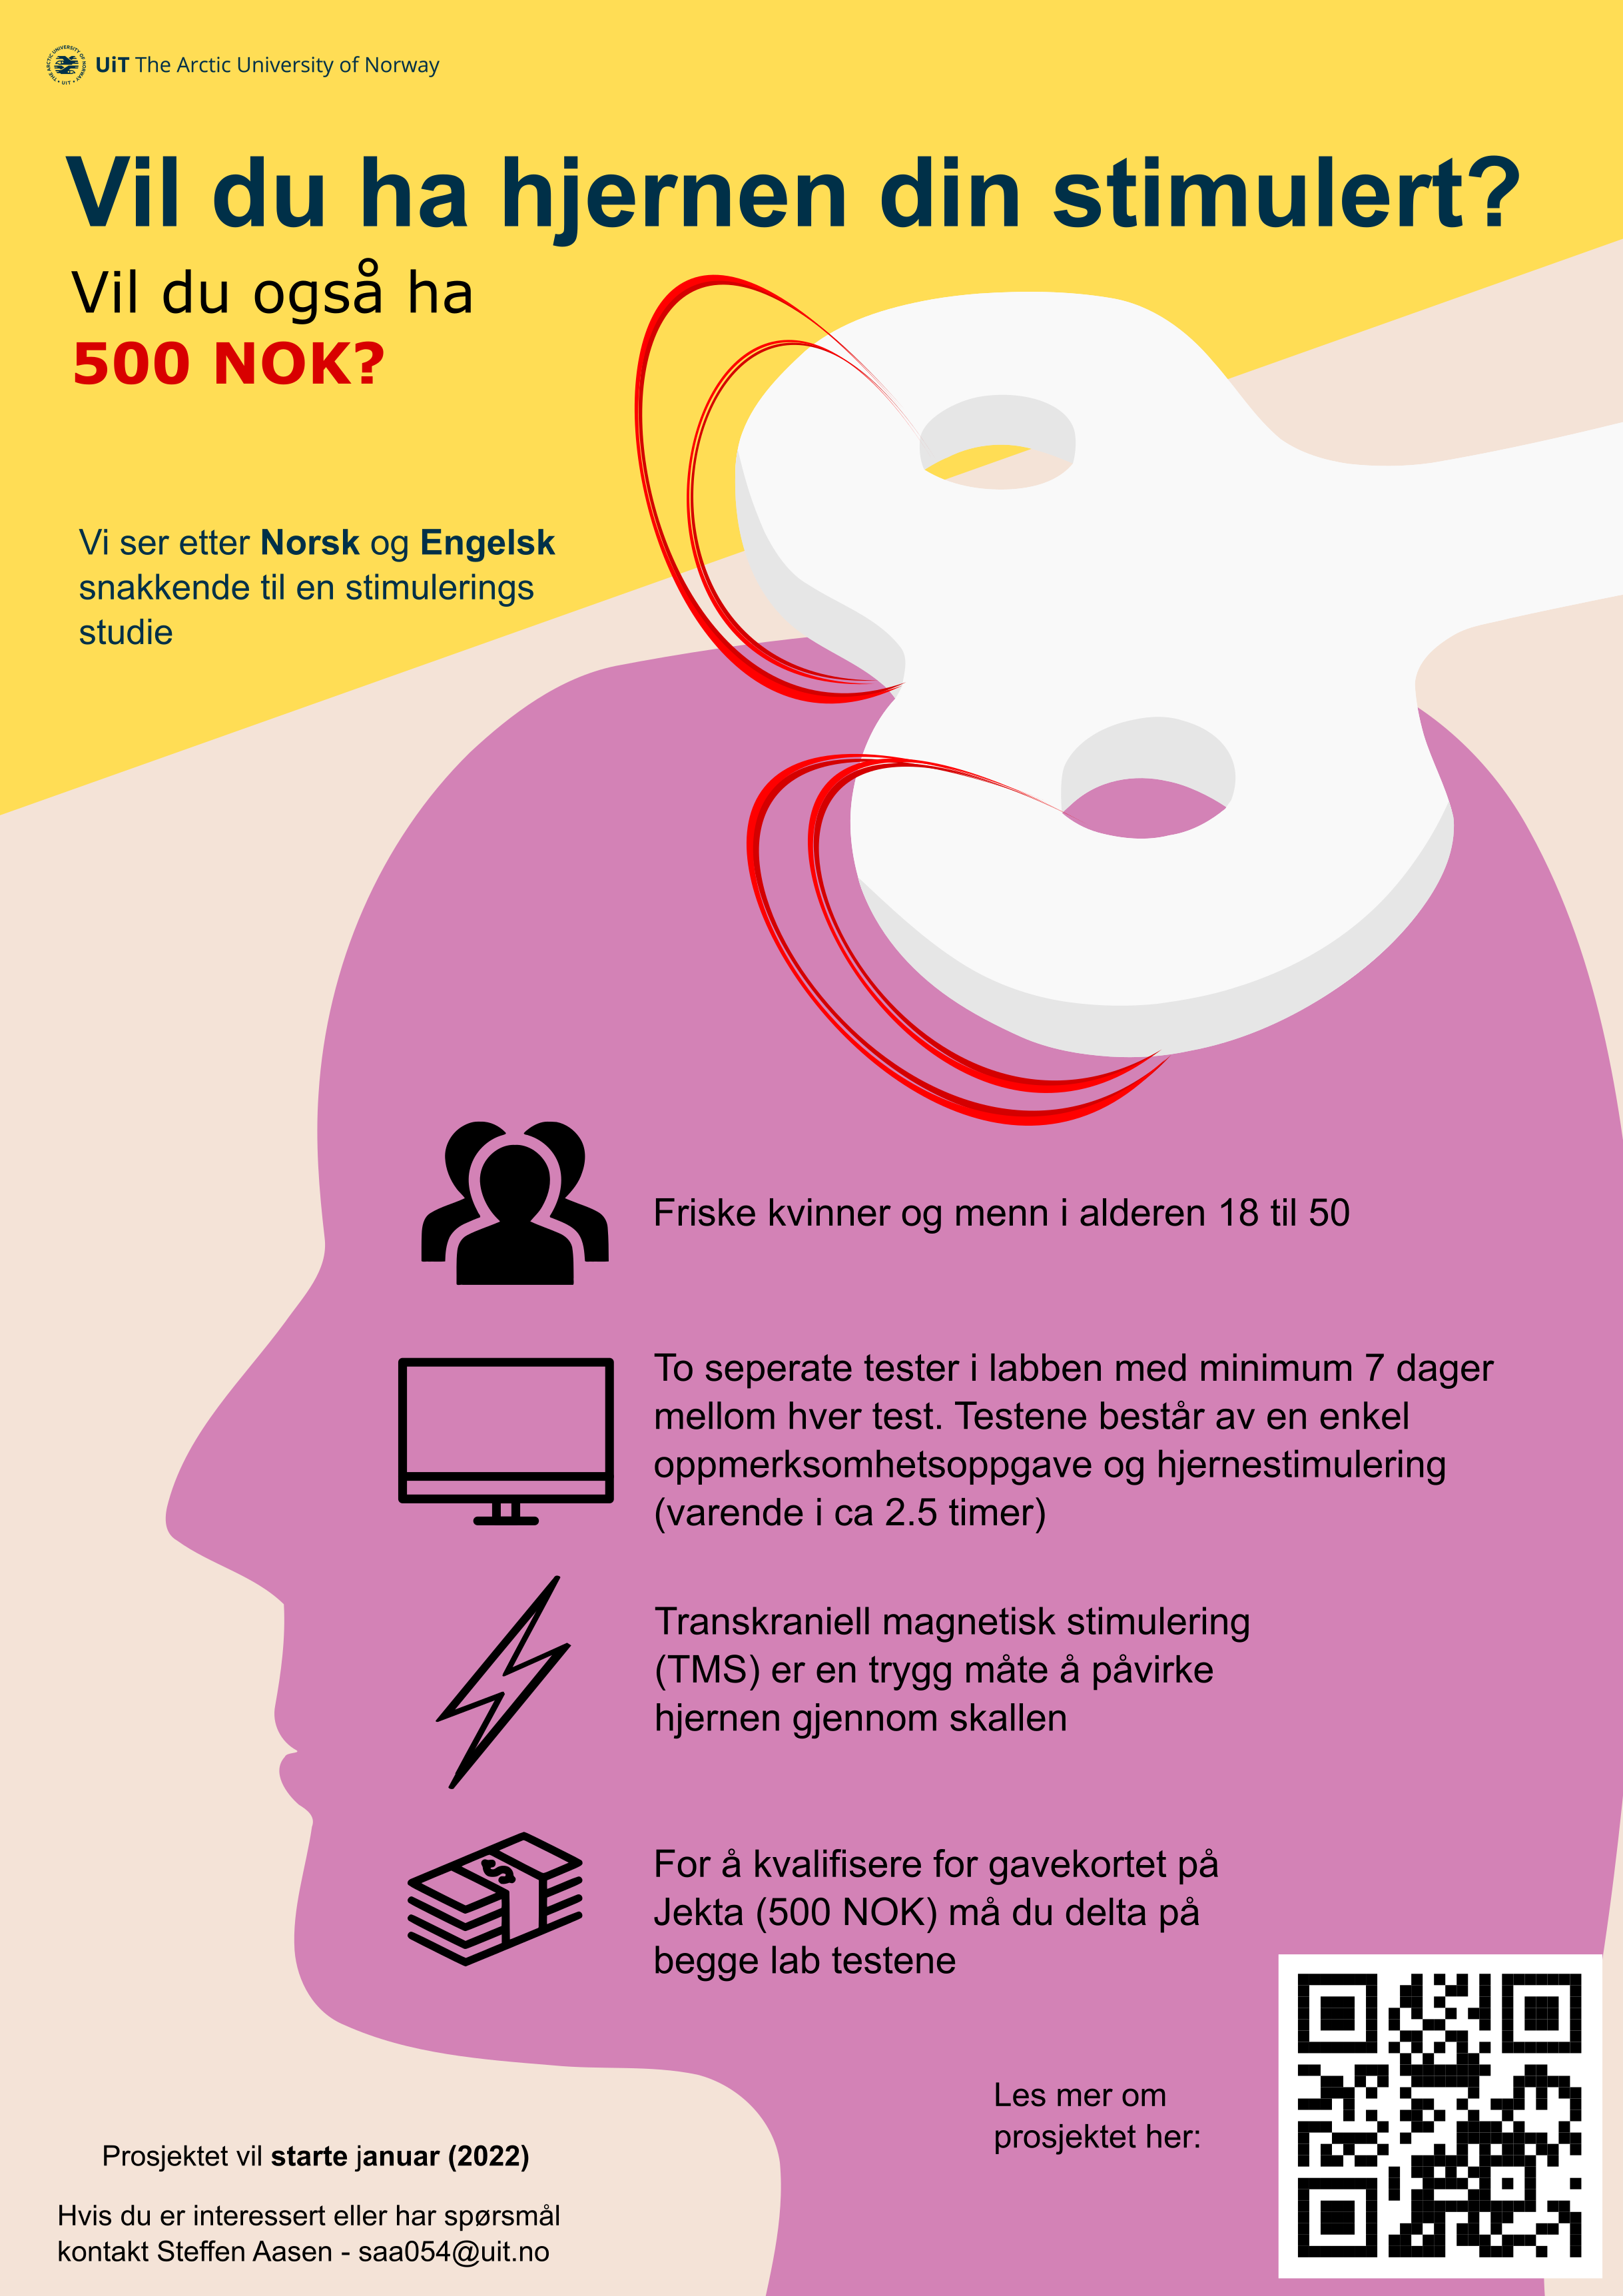 UiT The Arctic University of Norway
Vil du ha hjernen din stimulert?
Vil du også ha
500 NOK?
Vi ser etter Norsk og Engelsk
snakkende til en stimulerings
studie
Friske kvinner og menn i alderen 18 til 50
To seperate tester i labben med minimum 7 dager
mellom hver test. Testene består av en enkel
oppmerksomhetsoppgave og hjernestimulering
(varende i ca 2.5 timer)
Transkraniell magnetisk stimulering
(TMS) er en trygg måte å påvirke
hjernen gjennom skallen
For å kvalifisere for gavekortet på
Jekta (500 NOK) må du delta på
begge lab testene
Les mer om
prosjektet her:
Prosjektet vil starte januar (2022)
Hvis du er interessert eller har spørsmål
kontakt Steffen Aasen - saa054@uit.no